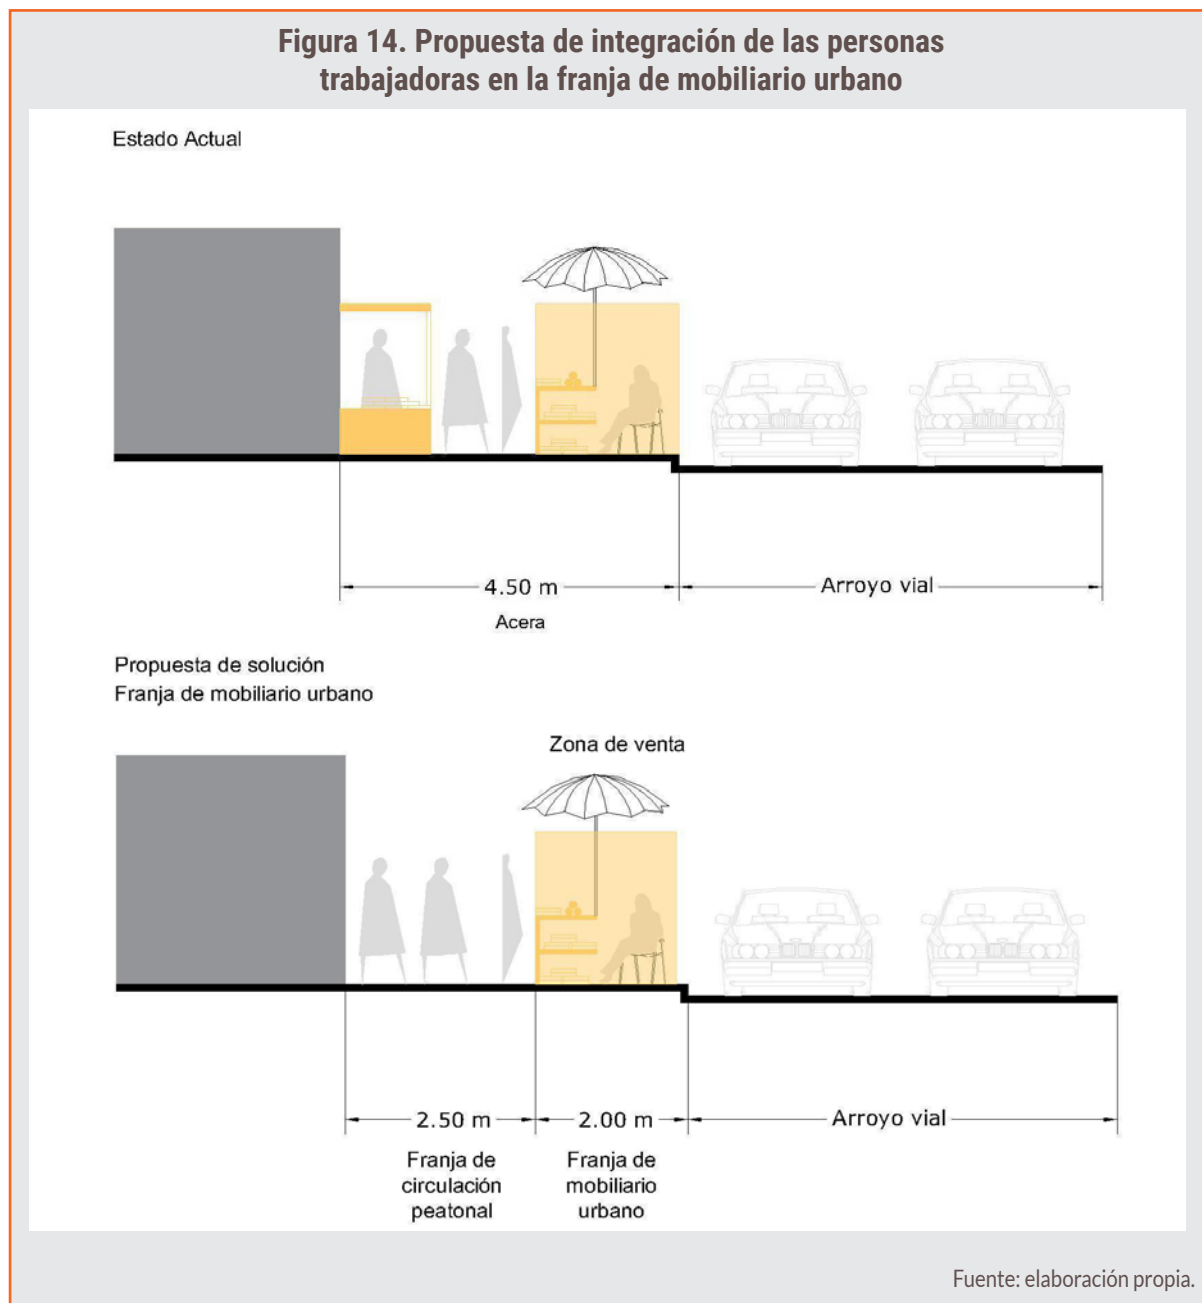 Figura 14. Propuesta de integración de las personas
trabajadoras en la franja de mobiliario urbano
Estado Actual
4.50 m
Arroyo vial
Acera
Propuesta de solución
Franja de mobiliario urbano
Zona de venta
2.50 m
2.00 m
Arroyo vial
Franja de
circulación
peatonal
Franja de
mobiliario
urbano
Fuente: elaboración propia.